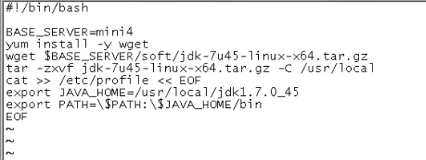 #!/bin/bash

BASE_SERVER=mini4
yum install -y wget
wget $BASE_SERVER/soft/jdk-7u45-linux-x64.tar.gz
tar -zxvf jdk-7u45-linux-x64.tar.gz -C /usr/local
cat >> /etc/profile << EOF
export JAVA_HOME=/usr/local/jdk1.7.0_45
export PATH=\$PATH:\$JAVA_HOME/bin
EOF
~
~
~